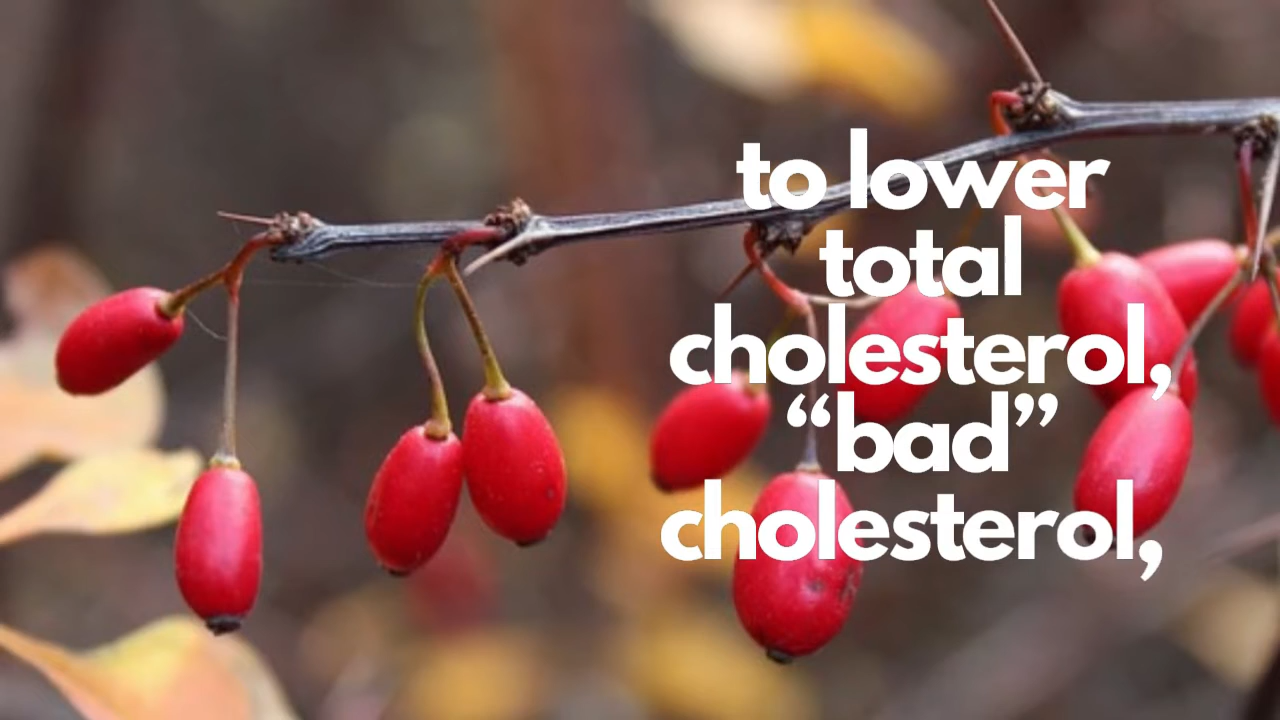 to lower
total
cholesterol,
“bad”
cholesterol,